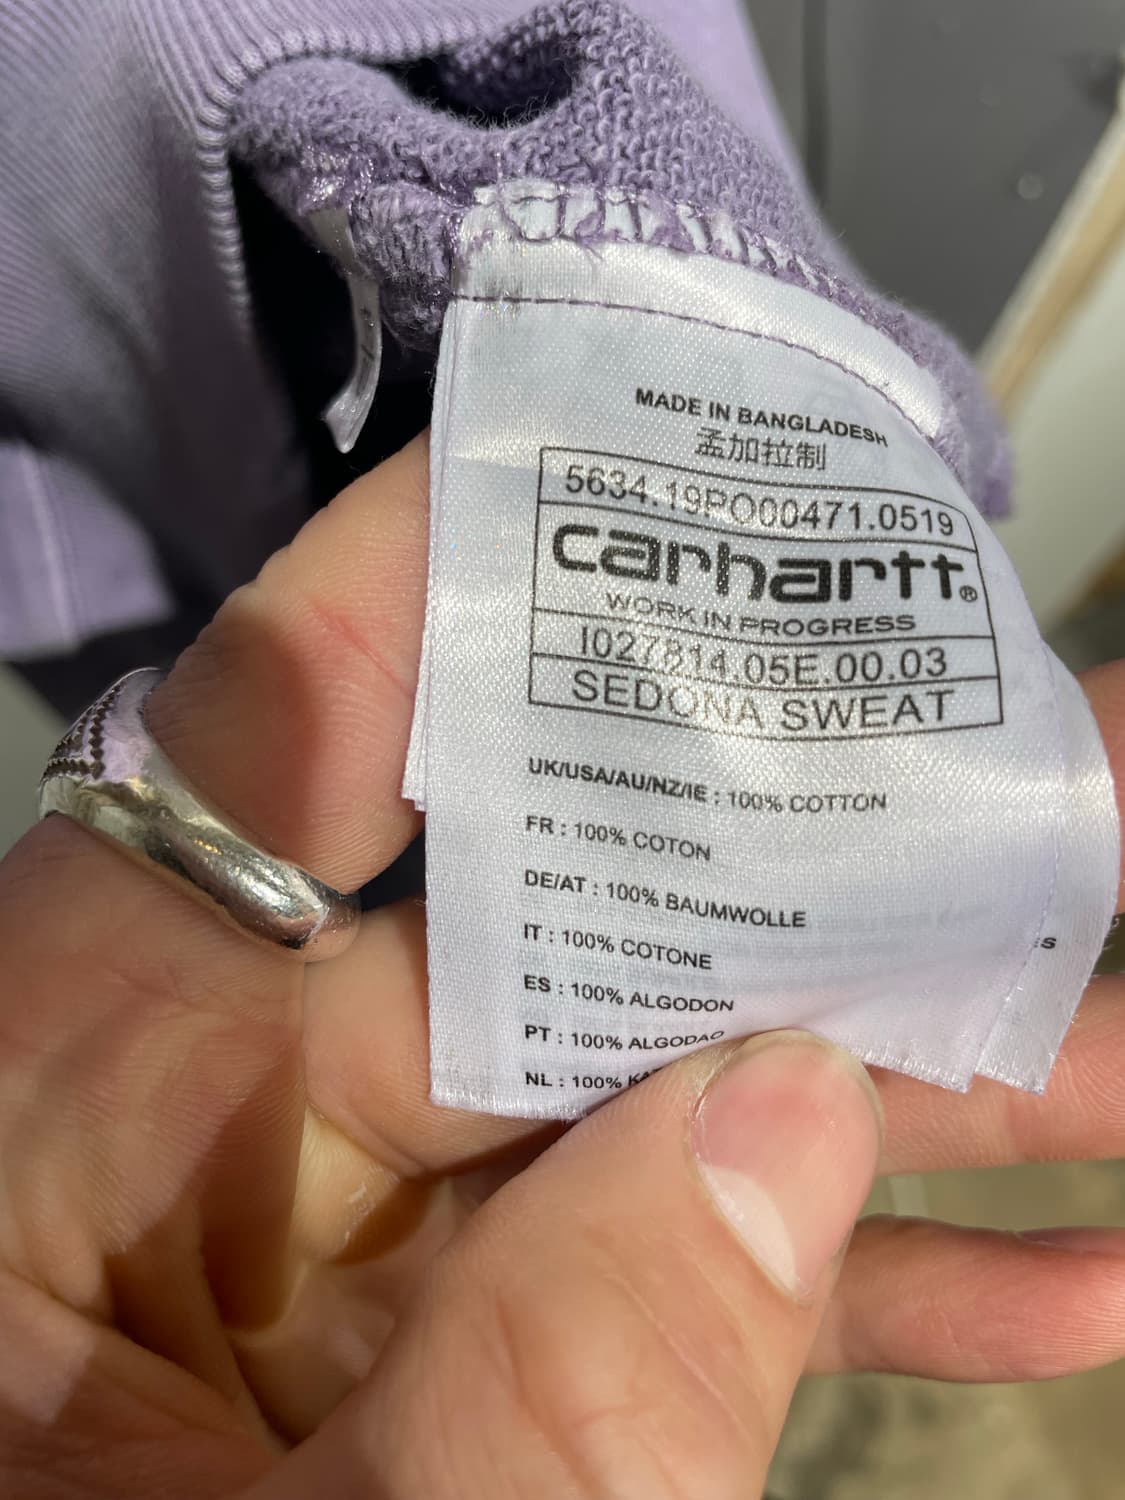 MADE IN BANGLADESH
孟加拉制
5634.19PO00471.0519
carhartt®
WORK IN PROGRESS
I027814.05E.00.03
SEDONA SWEAT
UK/USA/AU/NZ/IE : 100% COTTON
FR : 100% COTON
DE/AT : 100% BAUMWOLLE
IT : 100% COTONE
ES : 100% ALGODON
PT : 100% ALGODAO
NL : 100%